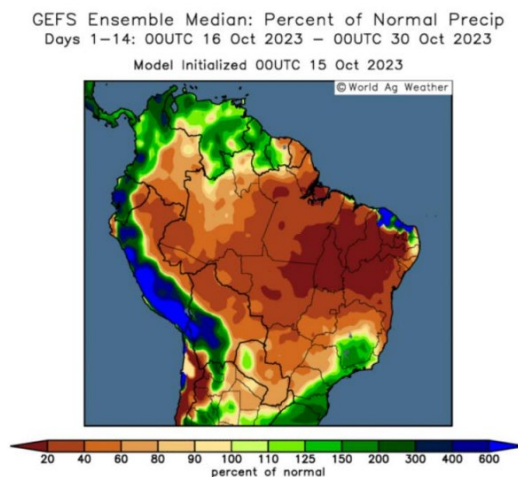 GEFS Ensemble Median: Percent of Normal Precip
Days 1-14: 00UTC 16 Oct 2023 - 00UTC 30 Oct 2023
Model Initialized 00UTC 15 Oct 2023
© World Ag Weather
20 40 60 80 90 100 110 125 150 200 300 400 600
percent of normal